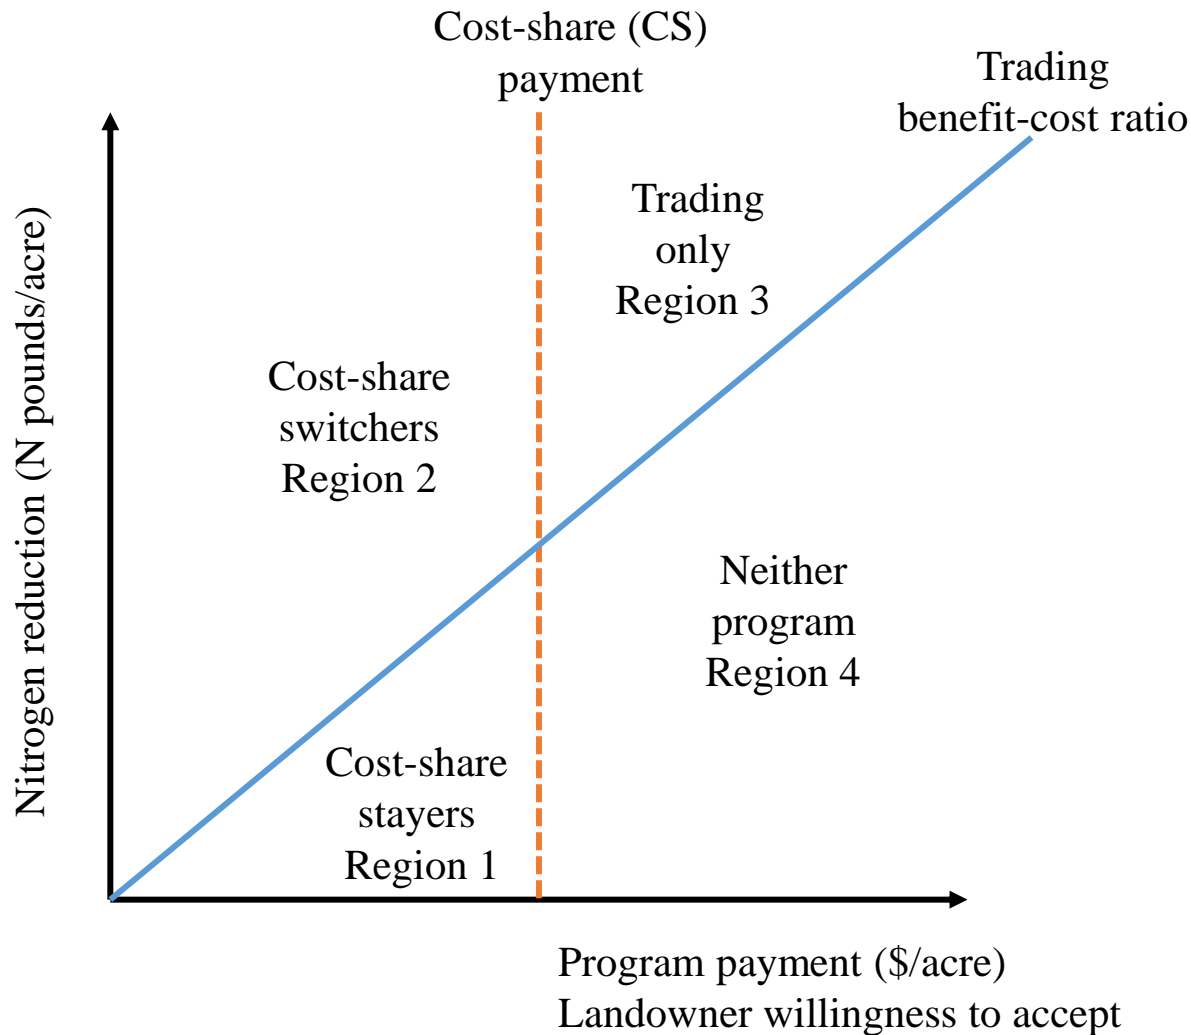 Cost-share (CS)
payment
Trading
benefit-cost ratio
Nitrogen reduction (N pounds/acre)
Trading
only
Region 3
Cost-share
switchers
Region 2
Neither
program
Region 4
Cost-share
stayers
Region 1
Program payment ($/acre)
Landowner willingness to accept